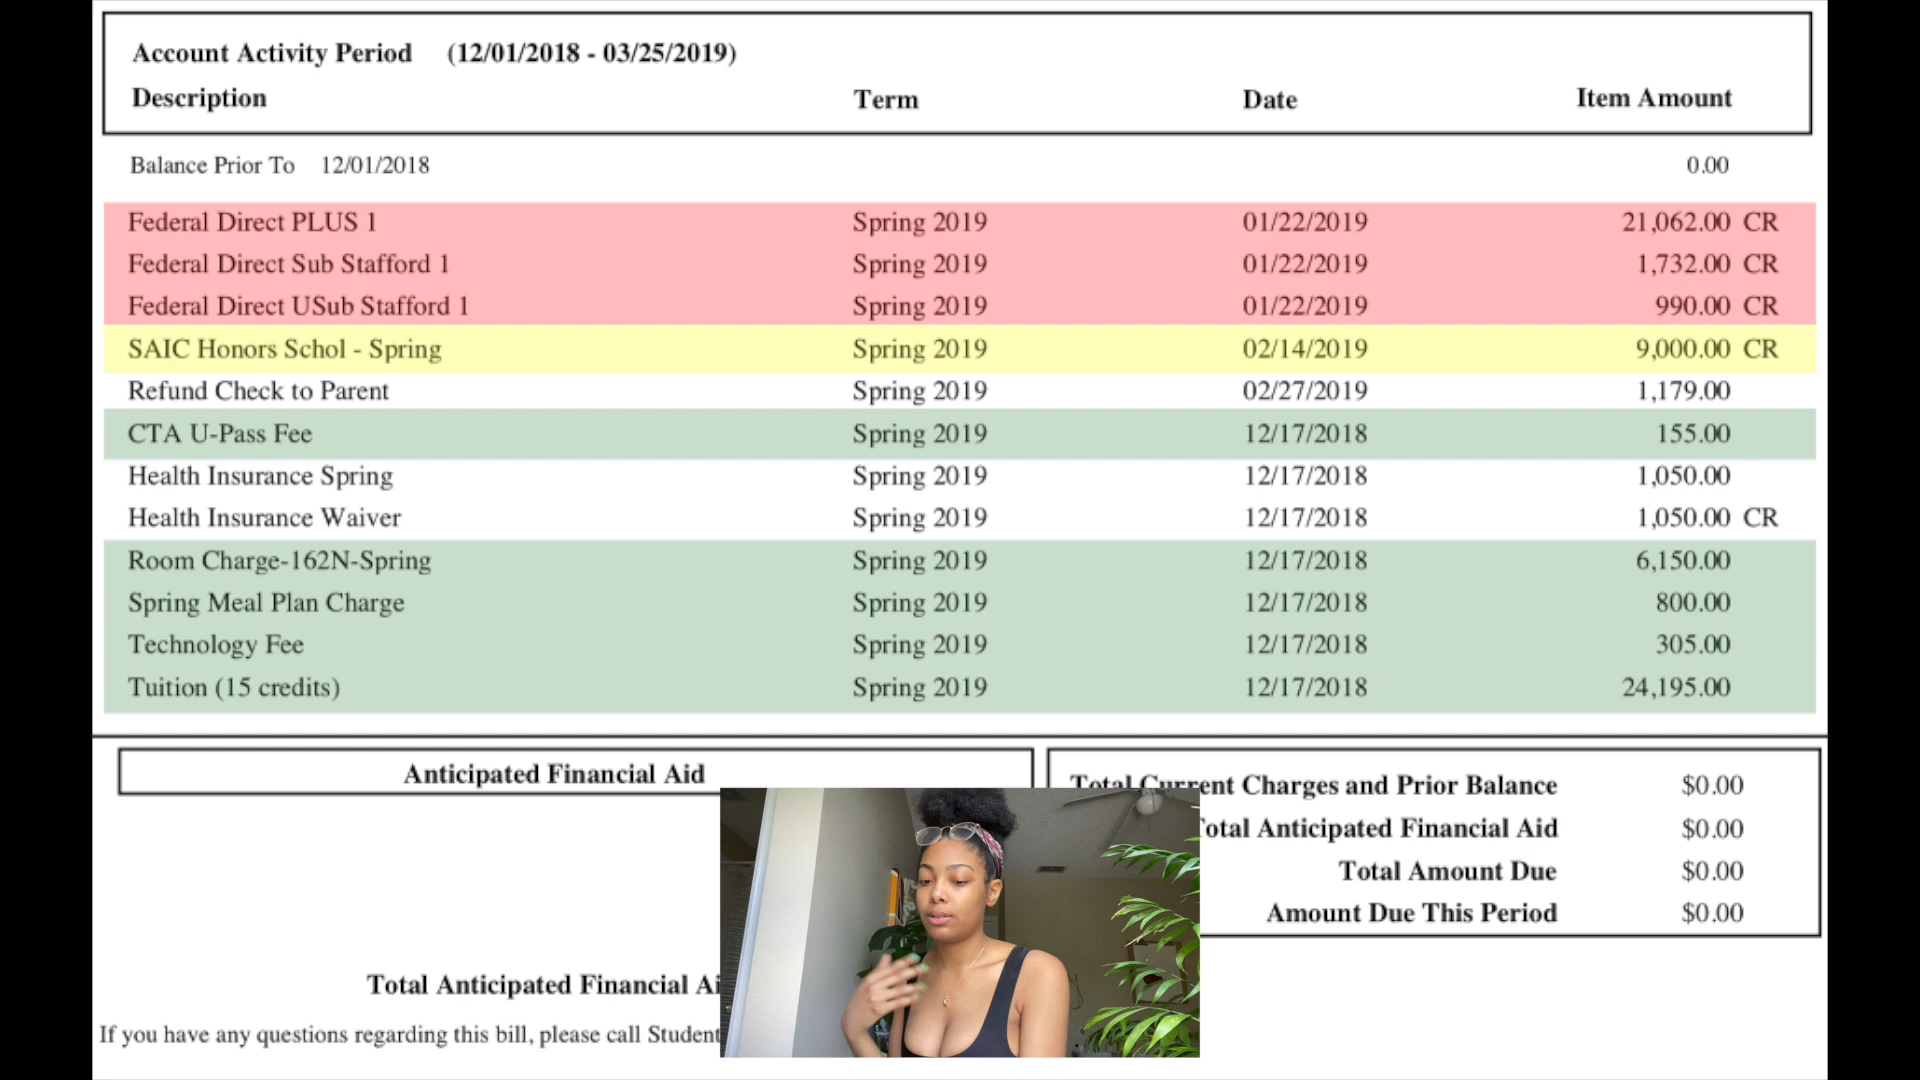 Account Activity Period (12/01/2018 - 03/25/2019)
Description Term Date Item Amount
Balance Prior To 12/01/2018 0.00
Federal Direct PLUS 1 Spring 2019 01/22/2019 21,062.00 CR
Federal Direct Sub Stafford 1 Spring 2019 01/22/2019 1,732.00 CR
Federal Direct USub Stafford 1 Spring 2019 01/22/2019 990.00 CR
SAIC Honors Schol - Spring Spring 2019 02/14/2019 9,000.00 CR
Refund Check to Parent Spring 2019 02/27/2019 1,179.00
CTA U-Pass Fee Spring 2019 12/17/2018 155.00
Health Insurance Spring Spring 2019 12/17/2018 1,050.00
Health Insurance Waiver Spring 2019 12/17/2018 1,050.00 CR
Room Charge-162N-Spring Spring 2019 12/17/2018 6,150.00
Spring Meal Plan Charge Spring 2019 12/17/2018 800.00
Technology Fee Spring 2019 12/17/2018 305.00
Tuition (15 credits) Spring 2019 12/17/2018 24,195.00
Anticipated Financial Aid
Total Current Charges and Prior Balance $0.00
Total Anticipated Financial Aid $0.00
Total Amount Due $0.00
Amount Due This Period $0.00
Total Anticipated Financial
If you have any questions regarding this bill, please call Student